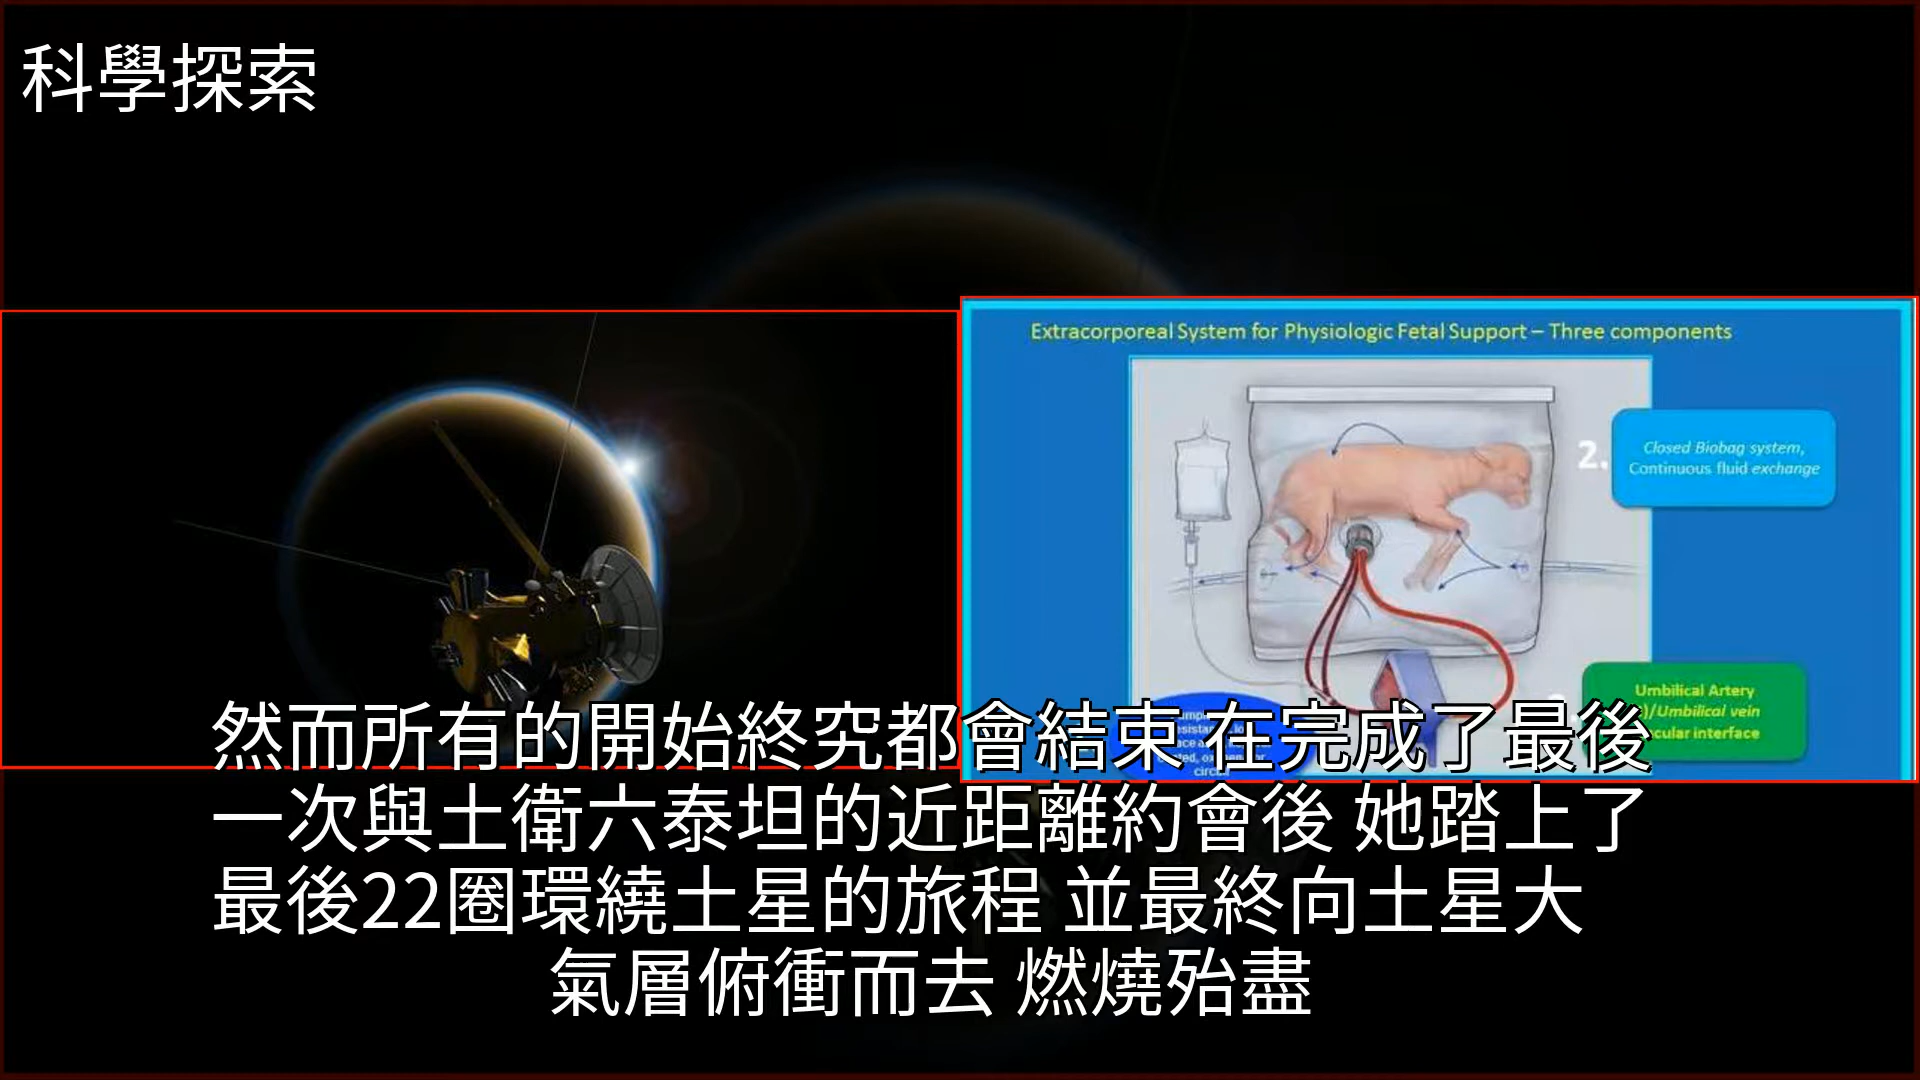 科學探索
Extracorporeal System for Physiologic Fetal Support – Three components
2.
Closed Biobag system,
Continuous fluid exchange
Umbilical Artery
/Umbilical vein
interface
然而所有的開始終究都會結束 在完成了最後
一次與土衛六泰坦的近距離約會後 她踏上了
最後22圈環繞土星的旅程 並最終向土星大
氣層俯衝而去 燃燒殆盡